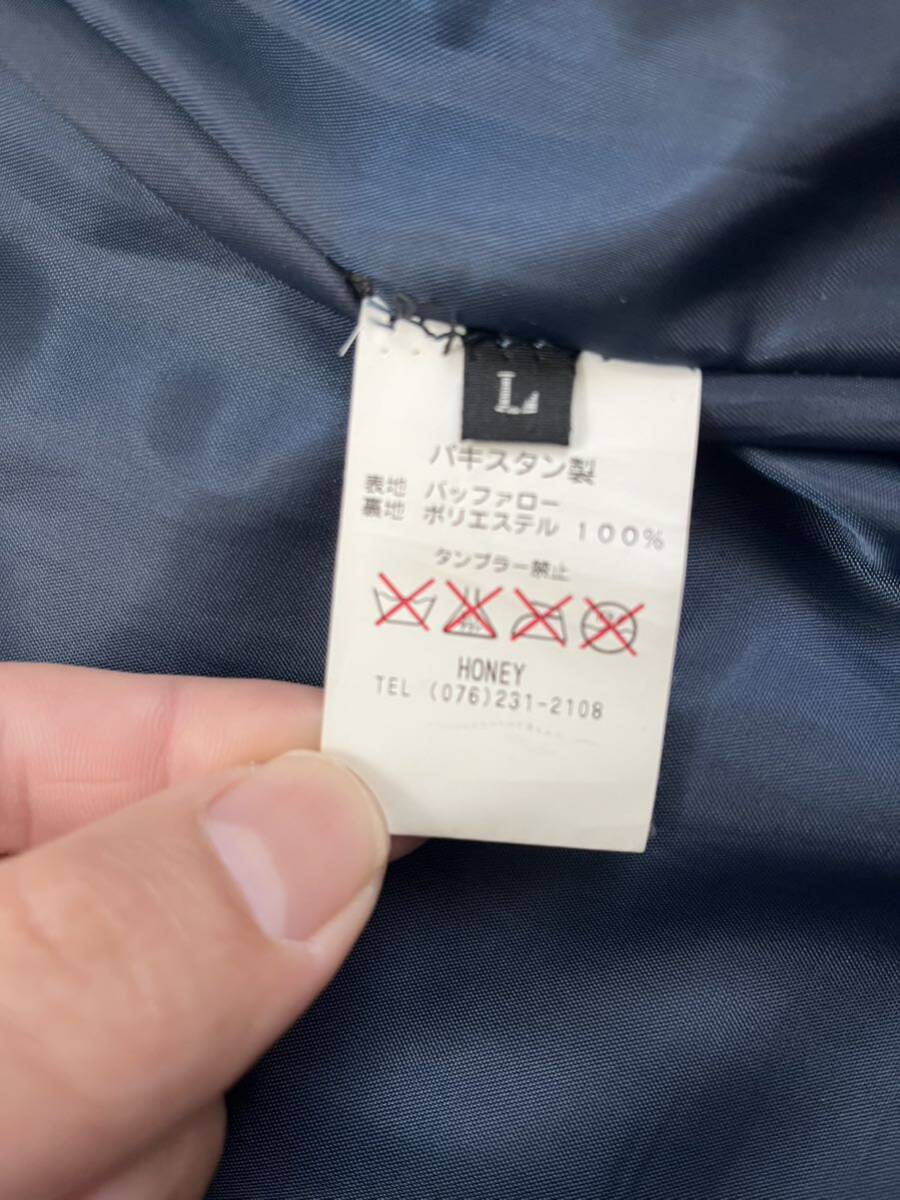 L
パキスタン製
表地 バッファロー
裏地 ポリエステル 100%
タンブラー禁止
HONEY
TEL (076)231-2108